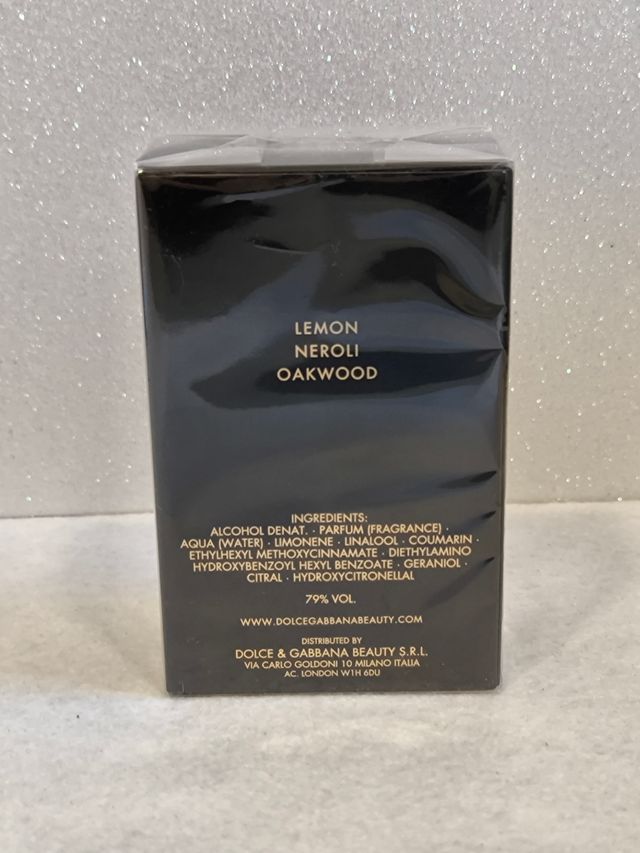 LEMON
NEROLI
OAKWOOD
INGREDIENTS:
ALCOHOL DENAT. · PARFUM (FRAGRANCE) ·
AQUA (WATER) · LIMONENE · LINALOOL · COUMARIN ·
ETHYLHEXYL METHOXYCINNAMATE · DIETHYLAMINO
HYDROXYBENZOYL HEXYL BENZOATE · GERANIOL ·
CITRAL · HYDROXYCITRONELLAL
79% VOL.
WWW.DOLCEGABBANABEAUTY.COM
DISTRIBUTED BY
DOLCE & GABBANA BEAUTY S.R.L.
VIA CARLO GOLDONI 10 MILANO ITALIA
AC. LONDON W1H 6DU